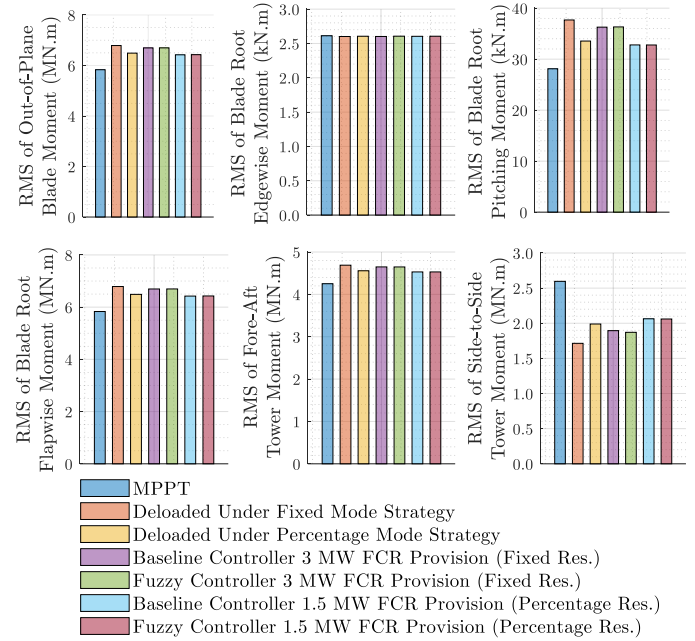 RMS of Out-of-Plane
Blade Moment (MN.m)
8
6
4
2
0
RMS of Blade Root
Edgewise Moment (kN.m)
3.0
2.5
2.0
1.5
1.0
0.5
0.0
RMS of Blade Root
Pitching Moment (kN.m)
40
30
20
10
0
RMS of Blade Root
Flapwise Moment (MN.m)
8
6
4
2
0
RMS of Fore-Aft
Tower Moment (MN.m)
5
4
3
2
1
0
RMS of Side-to-Side
Tower Moment (MN.m)
3.0
2.5
2.0
1.5
1.0
0.5
0.0
MPPT
Deloaded Under Fixed Mode Strategy
Deloaded Under Percentage Mode Strategy
Baseline Controller 3 MW FCR Provision (Fixed Res.)
Fuzzy Controller 3 MW FCR Provision (Fixed Res.)
Baseline Controller 1.5 MW FCR Provision (Percentage Res.)
Fuzzy Controller 1.5 MW FCR Provision (Percentage Res.)